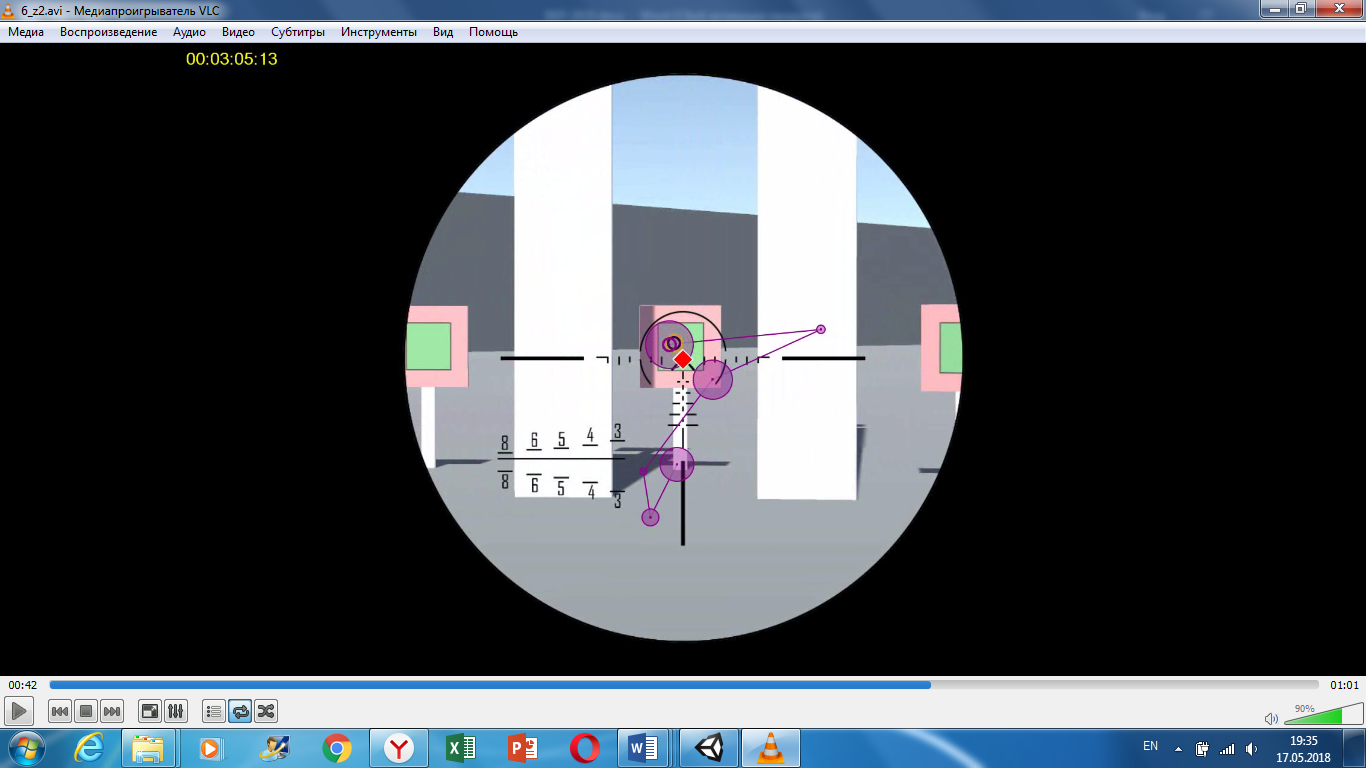 6_z2.avi - Медиапроигрыватель VLC
Медиа Воспроизведение Аудио Видео Субтитры Инструменты Вид Помощь
00:03:05:13
8 6 5 4 3
8 6 5 4 3
00:42 01:01
90%
EN 19:35
17.05.2018